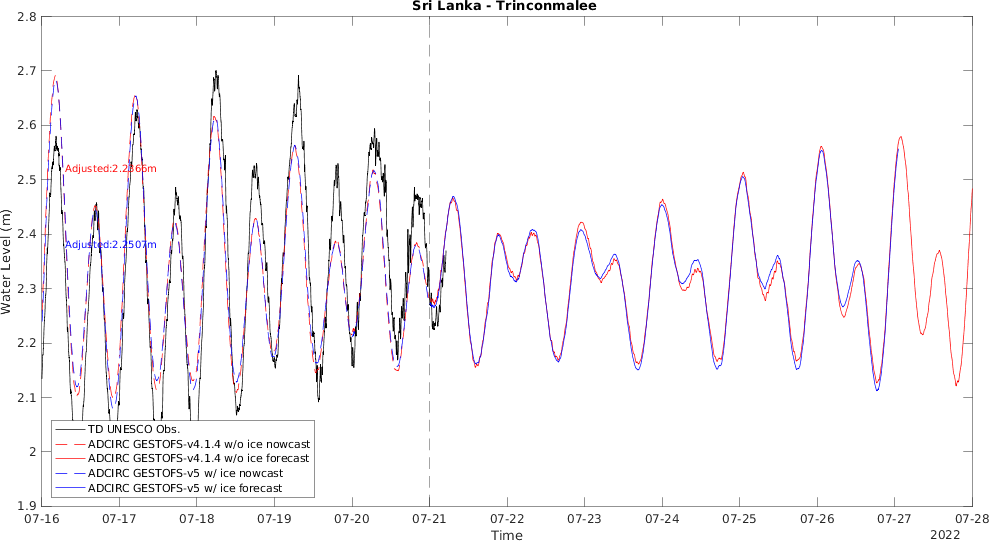 Sri Lanka - Trinconmalee
2.8
2.7
2.6
2.5
2.4
2.3
2.2
2.1
2
1.9
Water Level (m)
Adjusted:2.2366m
Adjusted:2.2507m
TD UNESCO Obs.
ADCIRC GESTOFS-v4.1.4 w/o ice nowcast
ADCIRC GESTOFS-v4.1.4 w/o ice forecast
ADCIRC GESTOFS-v5 w/ ice nowcast
ADCIRC GESTOFS-v5 w/ ice forecast
07-16 07-17 07-18 07-19 07-20 07-21 07-22 07-23 07-24 07-25 07-26 07-27 07-28
Time
2022